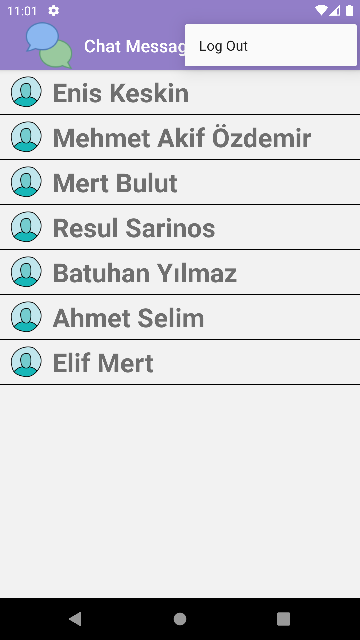 11:01
Chat Messag
Log Out
Enis Keskin
Mehmet Akif Özdemir
Mert Bulut
Resul Sarinos
Batuhan Yılmaz
Ahmet Selim
Elif Mert